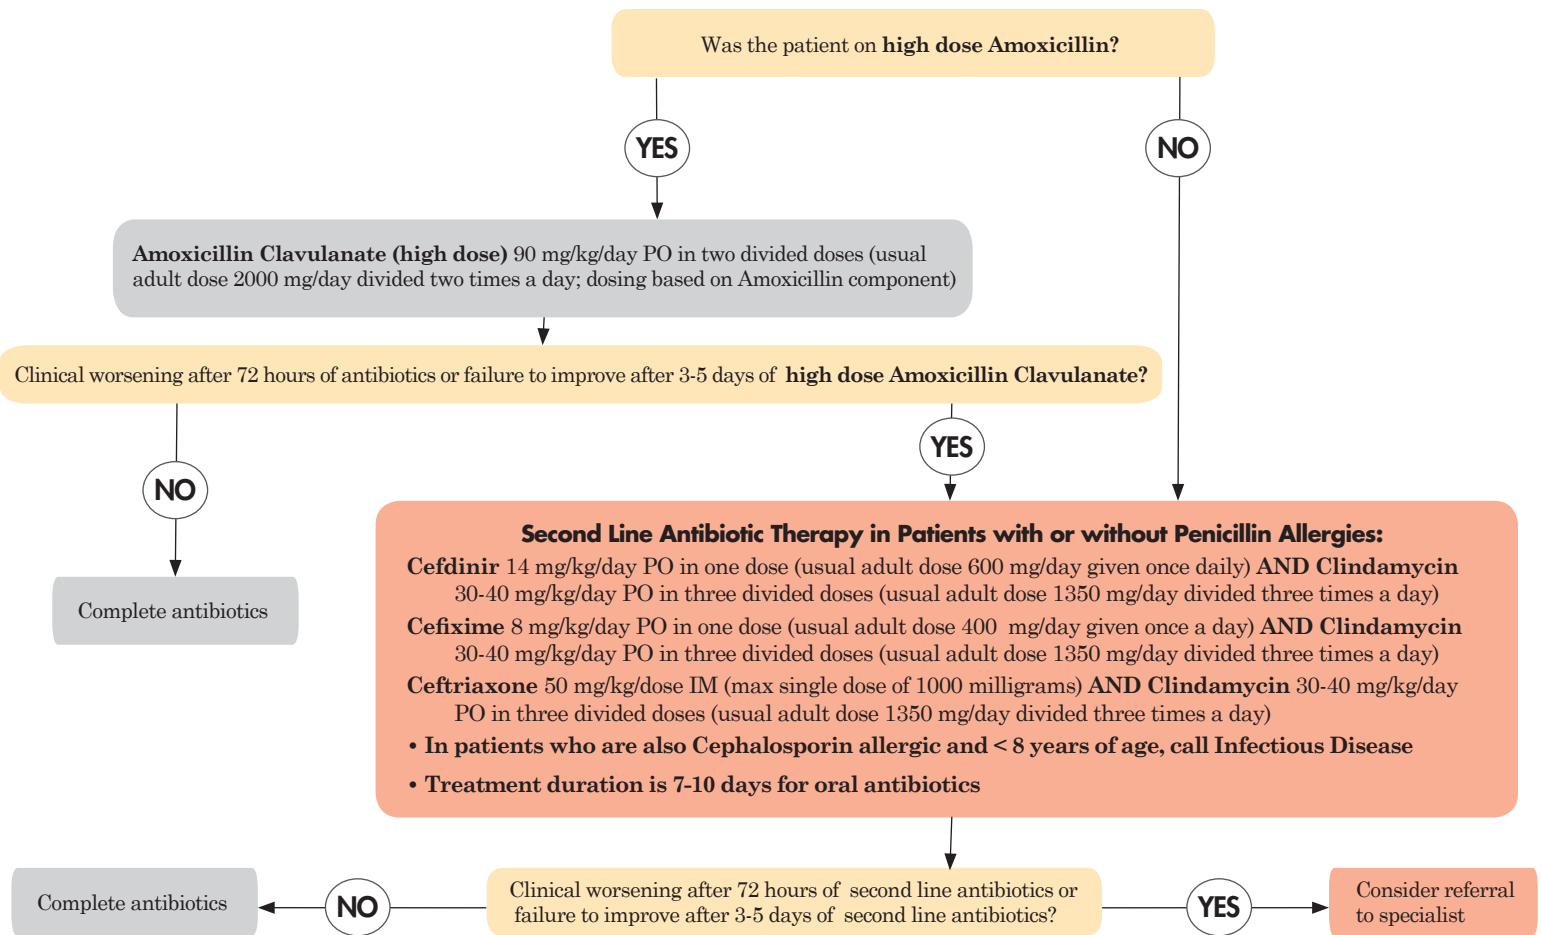 Was the patient on high dose Amoxicillin?
YES
NO
Amoxicillin Clavulanate (high dose) 90 mg/kg/day PO in two divided doses (usual
adult dose 2000 mg/day divided two times a day; dosing based on Amoxicillin component)
Clinical worsening after 72 hours of antibiotics or failure to improve after 3-5 days of high dose Amoxicillin Clavulanate?
NO
YES
Complete antibiotics
Second Line Antibiotic Therapy in Patients with or without Penicillin Allergies:
Cefdinir 14 mg/kg/day PO in one dose (usual adult dose 600 mg/day given once daily) AND Clindamycin
30-40 mg/kg/day PO in three divided doses (usual adult dose 1350 mg/day divided three times a day)
Cefixime 8 mg/kg/day PO in one dose (usual adult dose 400 mg/day given once a day) AND Clindamycin
30-40 mg/kg/day PO in three divided doses (usual adult dose 1350 mg/day divided three times a day)
Ceftriaxone 50 mg/kg/dose IM (max single dose of 1000 milligrams) AND Clindamycin 30-40 mg/kg/day
PO in three divided doses (usual adult dose 1350 mg/day divided three times a day)
• In patients who are also Cephalosporin allergic and < 8 years of age, call Infectious Disease
• Treatment duration is 7-10 days for oral antibiotics
Clinical worsening after 72 hours of second line antibiotics or
failure to improve after 3-5 days of second line antibiotics?
NO
Complete antibiotics
YES
Consider referral
to specialist